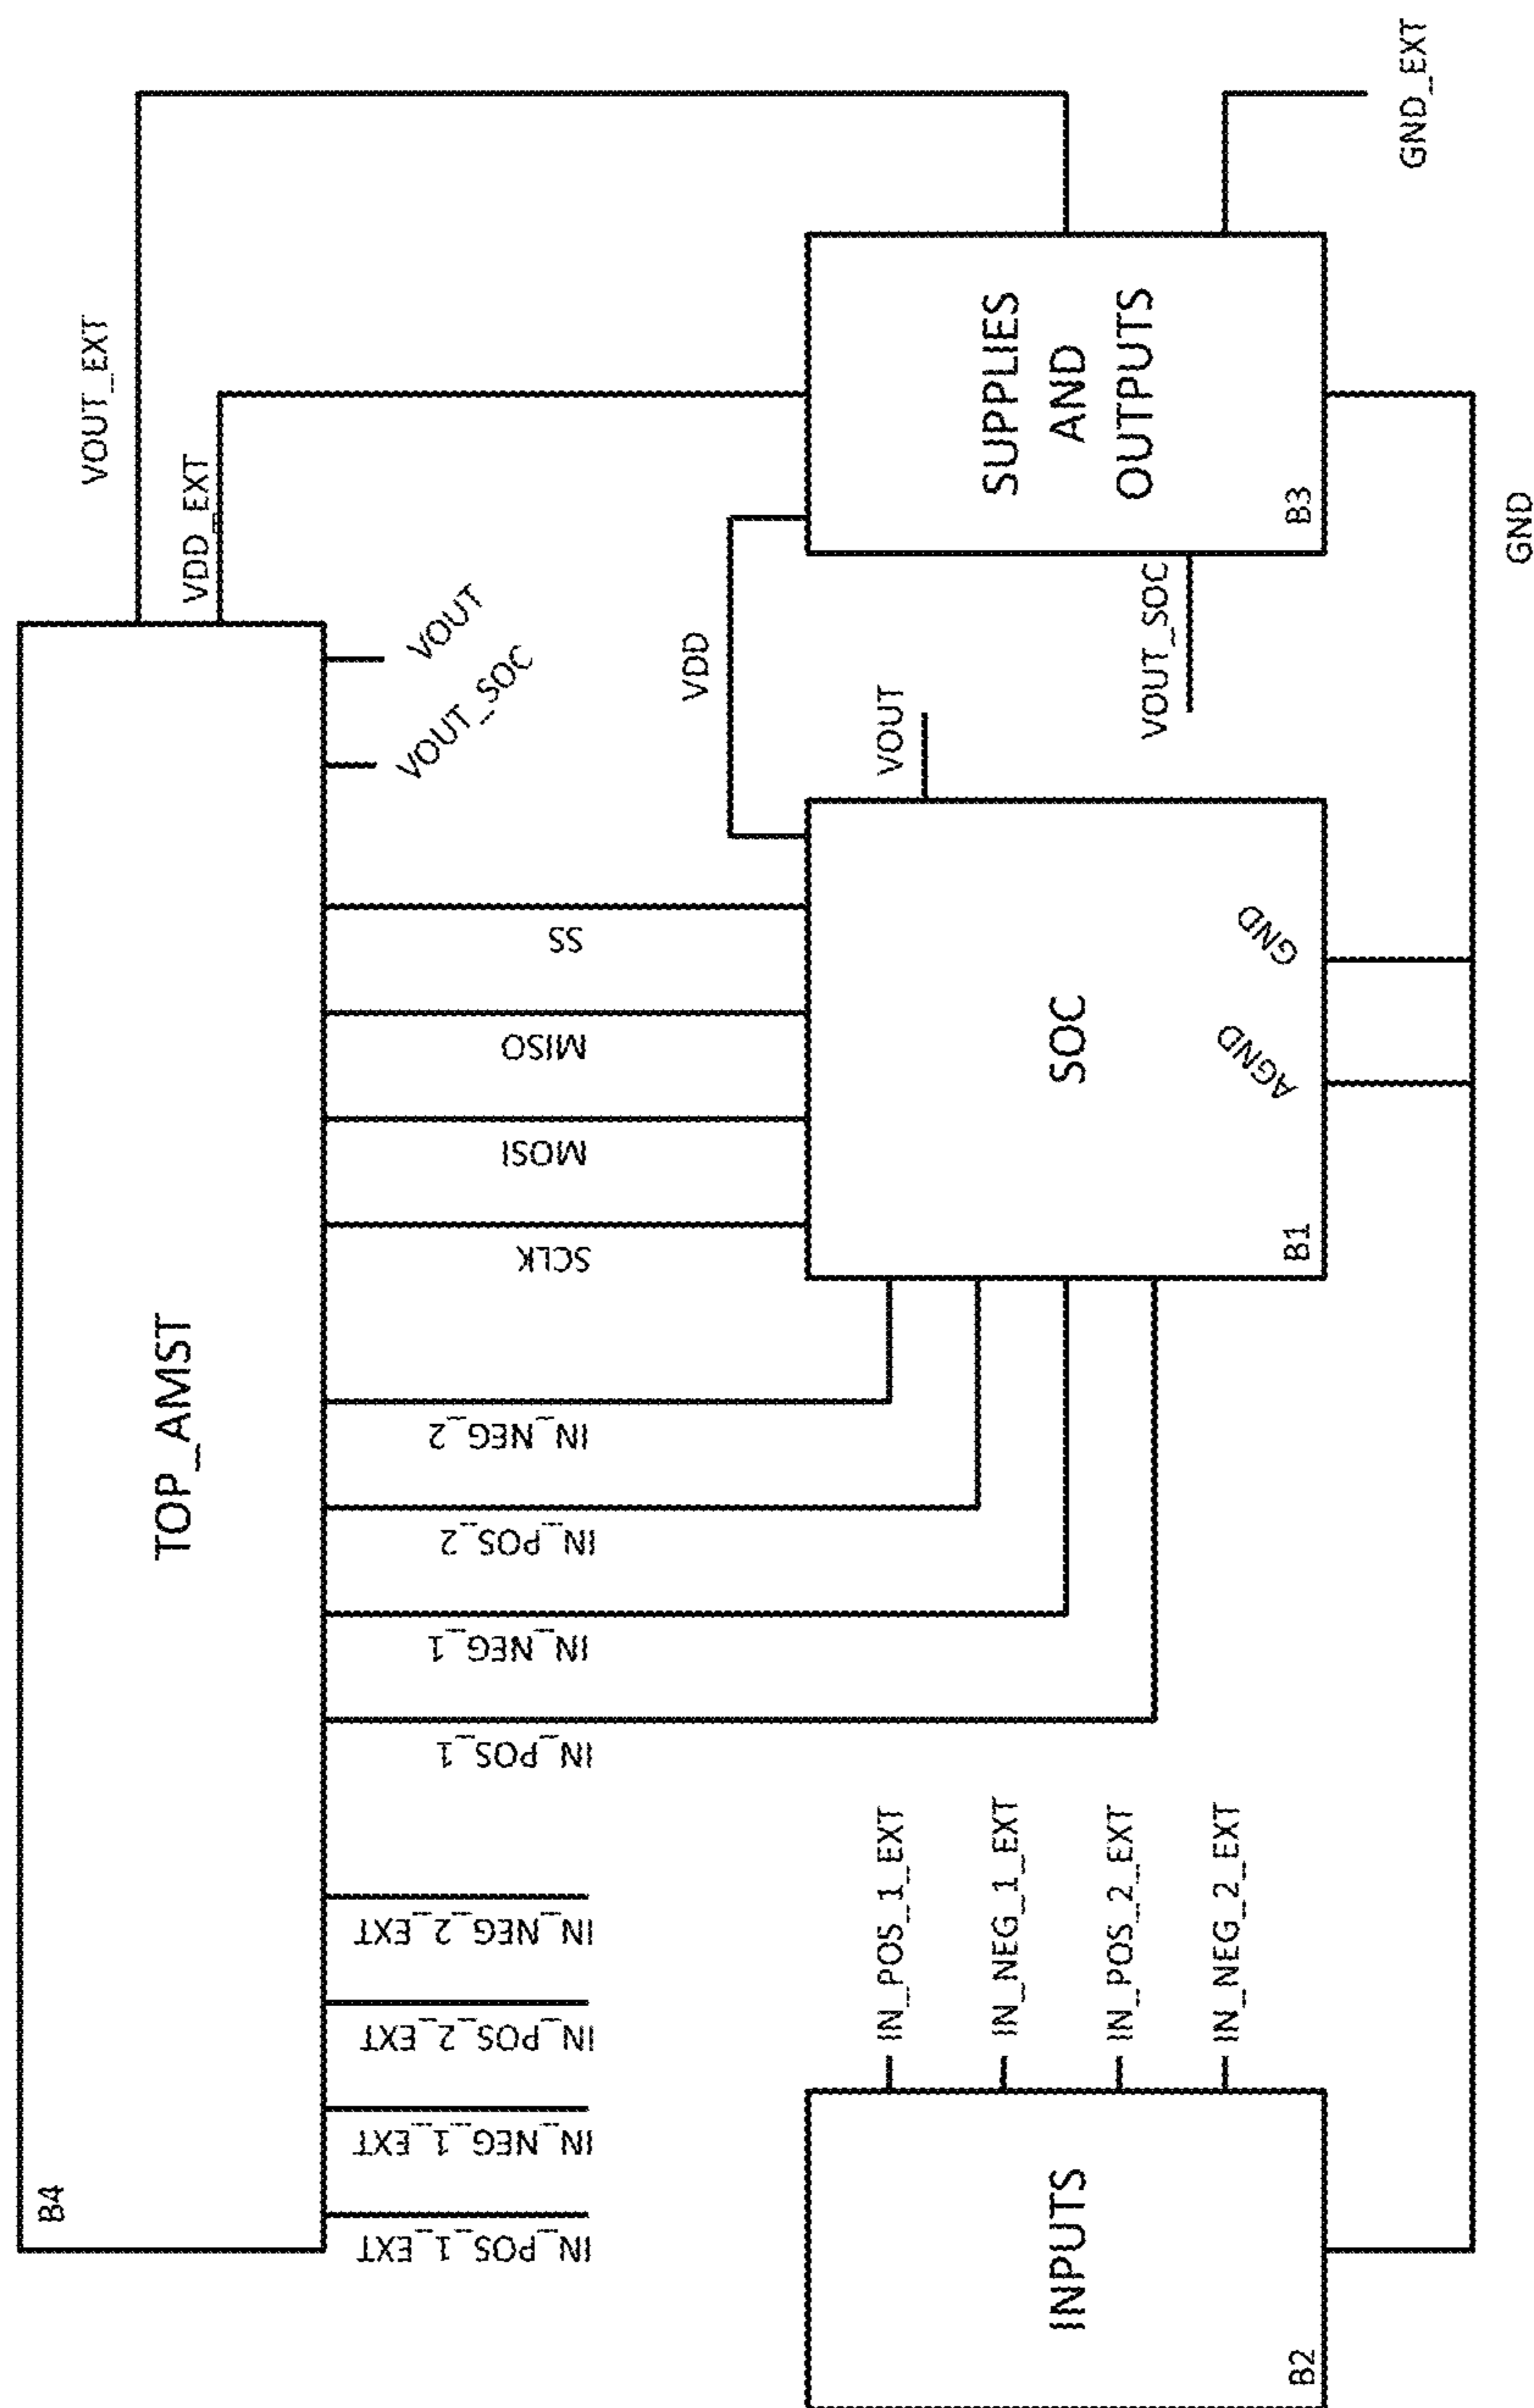 B4
TOP_AMST
VOUT_EXT
VDD_EXT
VOUT
VOUT_SOC
IN_POS_1_EXT
IN_NEG_1_EXT
IN_POS_2_EXT
IN_NEG_2_EXT
IN_POS_1
IN_NEG_1
IN_POS_2
IN_NEG_2
SCLK
MOSI
MISO
SS
VDD
INPUTS
B2
IN_POS_1_EXT
IN_NEG_1_EXT
IN_POS_2_EXT
IN_NEG_2_EXT
SOC
B1
AGND
GND
VOUT
VOUT_SOC
SUPPLIES
AND
OUTPUTS
B3
GND_EXT
GND